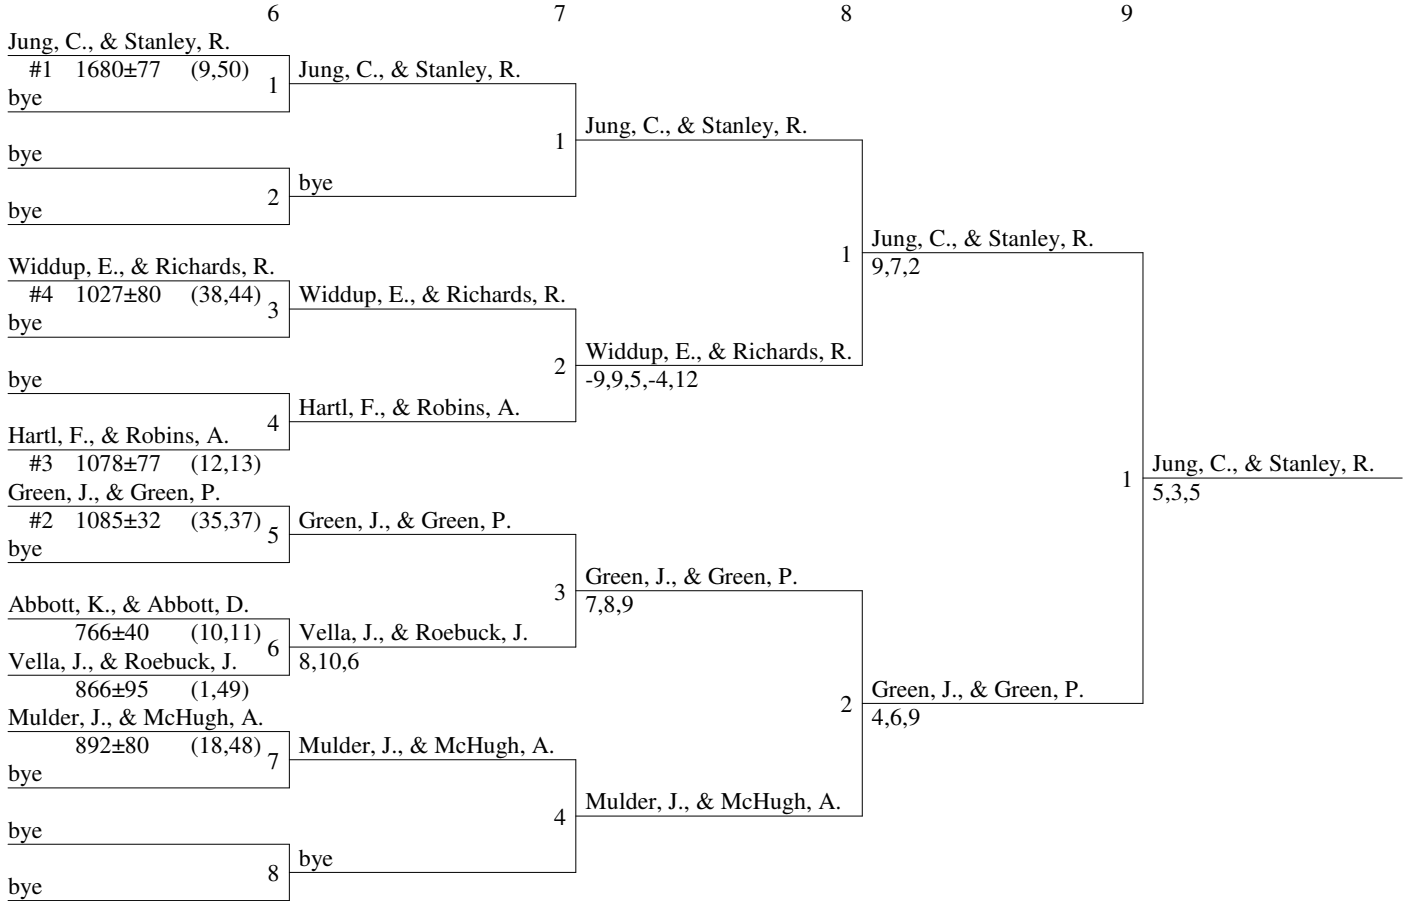 6 7 8 9
Jung, C., & Stanley, R.
#1 1680±77 (9,50)
bye
1
Jung, C., & Stanley, R.
bye
bye
2
bye
1
Jung, C., & Stanley, R.
Widdup, E., & Richards, R.
#4 1027±80 (38,44)
bye
3
Widdup, E., & Richards, R.
bye
Hartl, F., & Robins, A.
#3 1078±77 (12,13)
4
Hartl, F., & Robins, A.
2
Widdup, E., & Richards, R.
-9,9,5,-4,12
1
Jung, C., & Stanley, R.
9,7,2
Green, J., & Green, P.
#2 1085±32 (35,37)
bye
5
Green, J., & Green, P.
Abbott, K., & Abbott, D.
766±40 (10,11)
Vella, J., & Roebuck, J.
866±95 (1,49)
6
Vella, J., & Roebuck, J.
8,10,6
3
Green, J., & Green, P.
7,8,9
Mulder, J., & McHugh, A.
892±80 (18,48)
bye
7
Mulder, J., & McHugh, A.
bye
bye
8
bye
4
Mulder, J., & McHugh, A.
2
Green, J., & Green, P.
4,6,9
1
Jung, C., & Stanley, R.
5,3,5